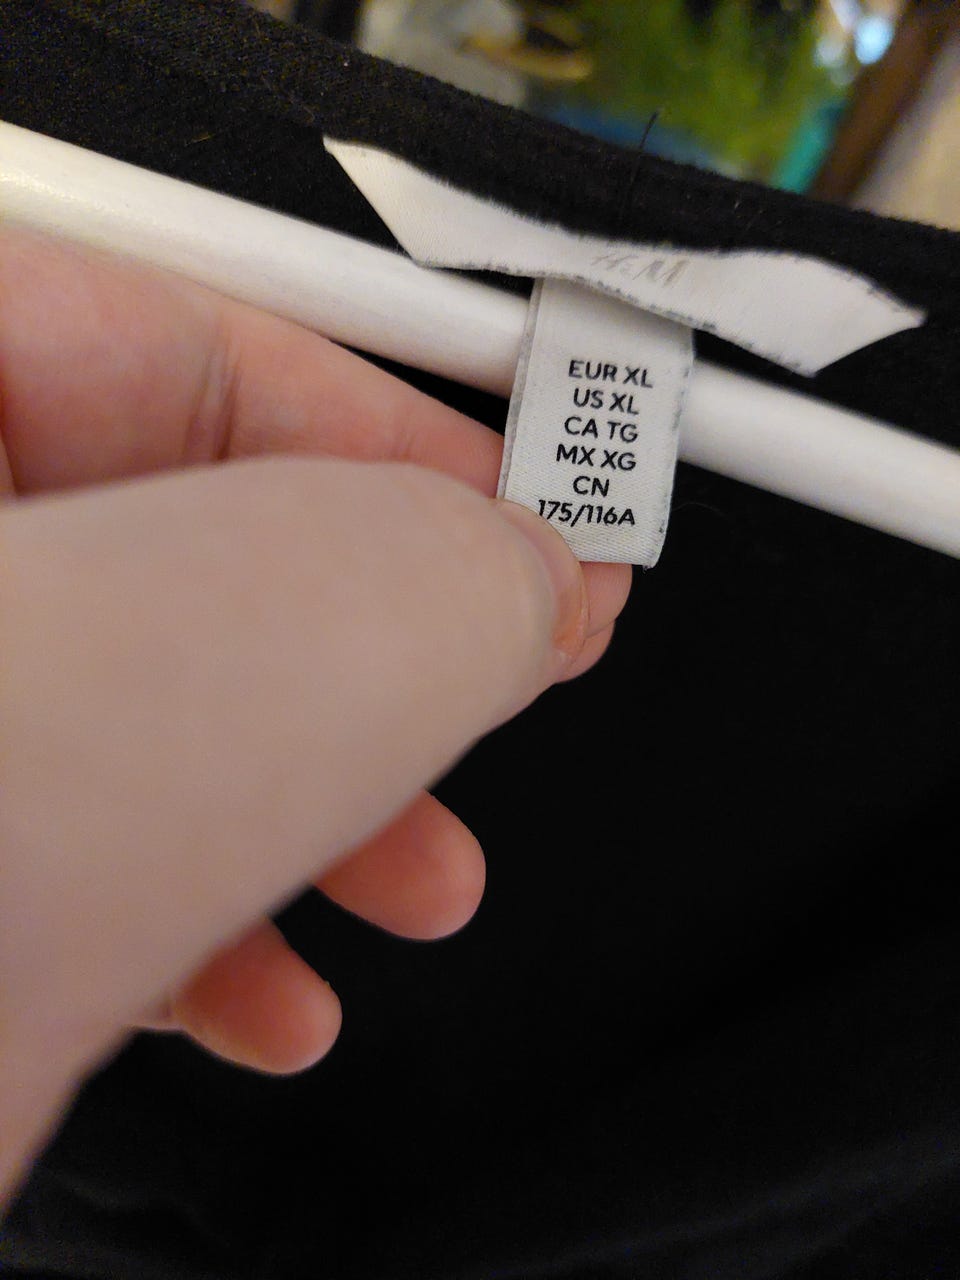 H&M
EUR XL
US XL
CA TG
MX XG
CN
175/116A